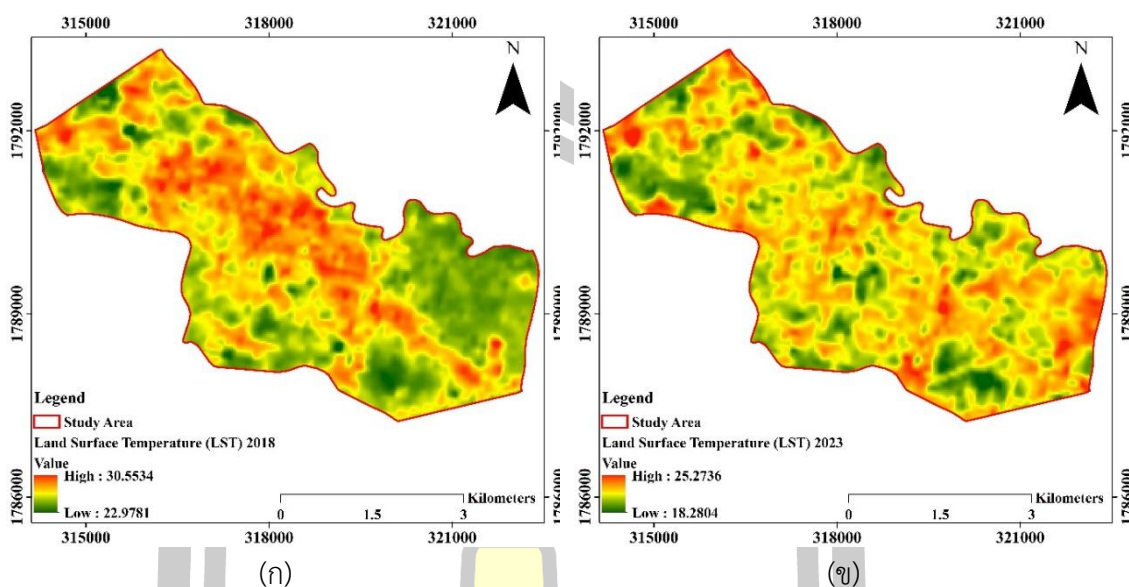 315000 318000 321000
N
1792000 1792000
1789000 1789000
Legend
Study Area
Land Surface Temperature (LST) 2018
Value
High : 30.5534
Low : 22.9781
Kilometers
0 1.5 3
1786000 1786000
315000 318000 321000
(ก)
315000 318000 321000
N
1792000 1792000
1789000 1789000
Legend
Study Area
Land Surface Temperature (LST) 2023
Value
High : 25.2736
Low : 18.2804
Kilometers
0 1.5 3
1786000 1786000
315000 318000 321000
(ข)